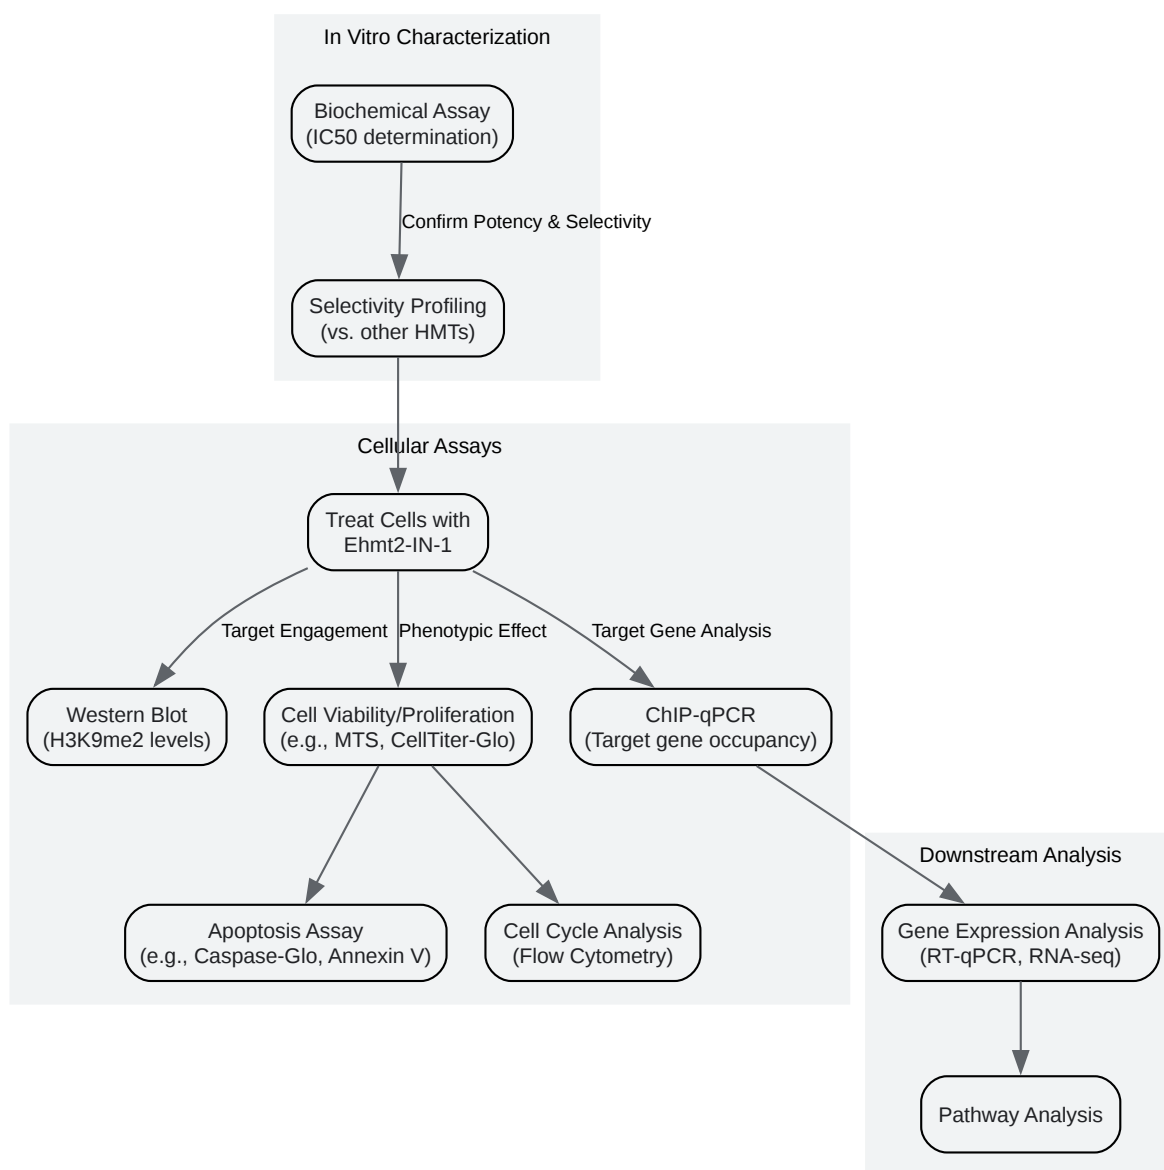 In Vitro Characterization
Biochemical Assay
(IC50 determination)
Confirm Potency & Selectivity
Selectivity Profiling
(vs. other HMTs)
Cellular Assays
Treat Cells with
Ehmt2-IN-1
Target Engagement
Phenotypic Effect
Target Gene Analysis
Western Blot
(H3K9me2 levels)
Cell Viability/Proliferation
(e.g., MTS, CellTiter-Glo)
ChIP-qPCR
(Target gene occupancy)
Apoptosis Assay
(e.g., Caspase-Glo, Annexin V)
Cell Cycle Analysis
(Flow Cytometry)
Downstream Analysis
Gene Expression Analysis
(RT-qPCR, RNA-seq)
Pathway Analysis